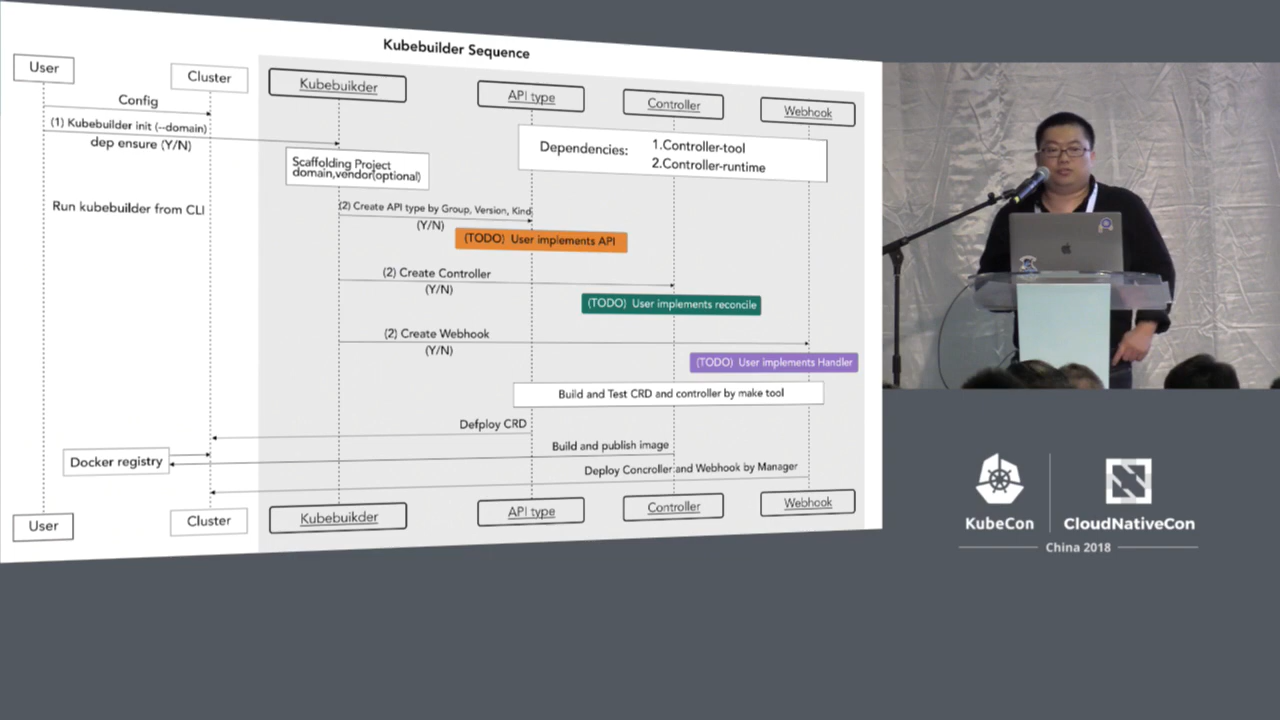 Kubebuilder Sequence
User
Cluster
Kubebuikder
API type
Controller
Webhook
Config
(1) Kubebuilder init (--domain)
dep ensure (Y/N)
Scaffolding Project
domain,vendor(optional)
Dependencies:
1.Controller-tool
2.Controller-runtime
Run kubebuilder from CLI
(2) Create API type by Group, Version, Kind
(Y/N)
(TODO) User implements API
(2) Create Controller
(Y/N)
(TODO) User implements reconcile
(2) Create Webhook
(Y/N)
(TODO) User implements Handler
Build and Test CRD and controller by make tool
Defploy CRD
Docker registry
Build and publish image
Deploy Concroller and Webhook by Manager
User
Cluster
Kubebuikder
API type
Controller
Webhook
KubeCon
CloudNativeCon
China 2018